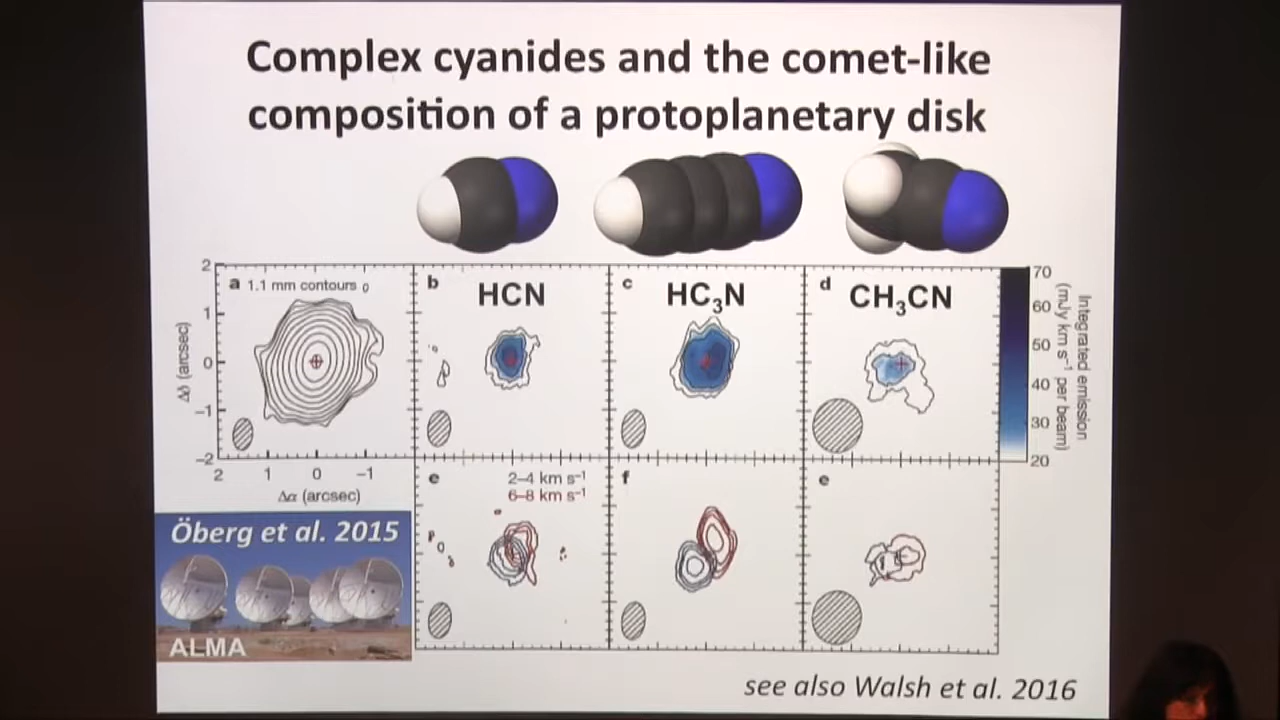 Complex cyanides and the comet-like
composition of a protoplanetary disk
a 1.1 mm contours
b HCN
c HC₃N
d CH₃CN
2
1
0
−1
−2
Δδ (arcsec)
2 1 0 −1
Δα (arcsec)
70
60
50
40
30
20
Integrated emission
(mJy km s⁻¹ per beam)
e 2–4 km s⁻¹
6–8 km s⁻¹
f
e
Öberg et al. 2015
ALMA
see also Walsh et al. 2016